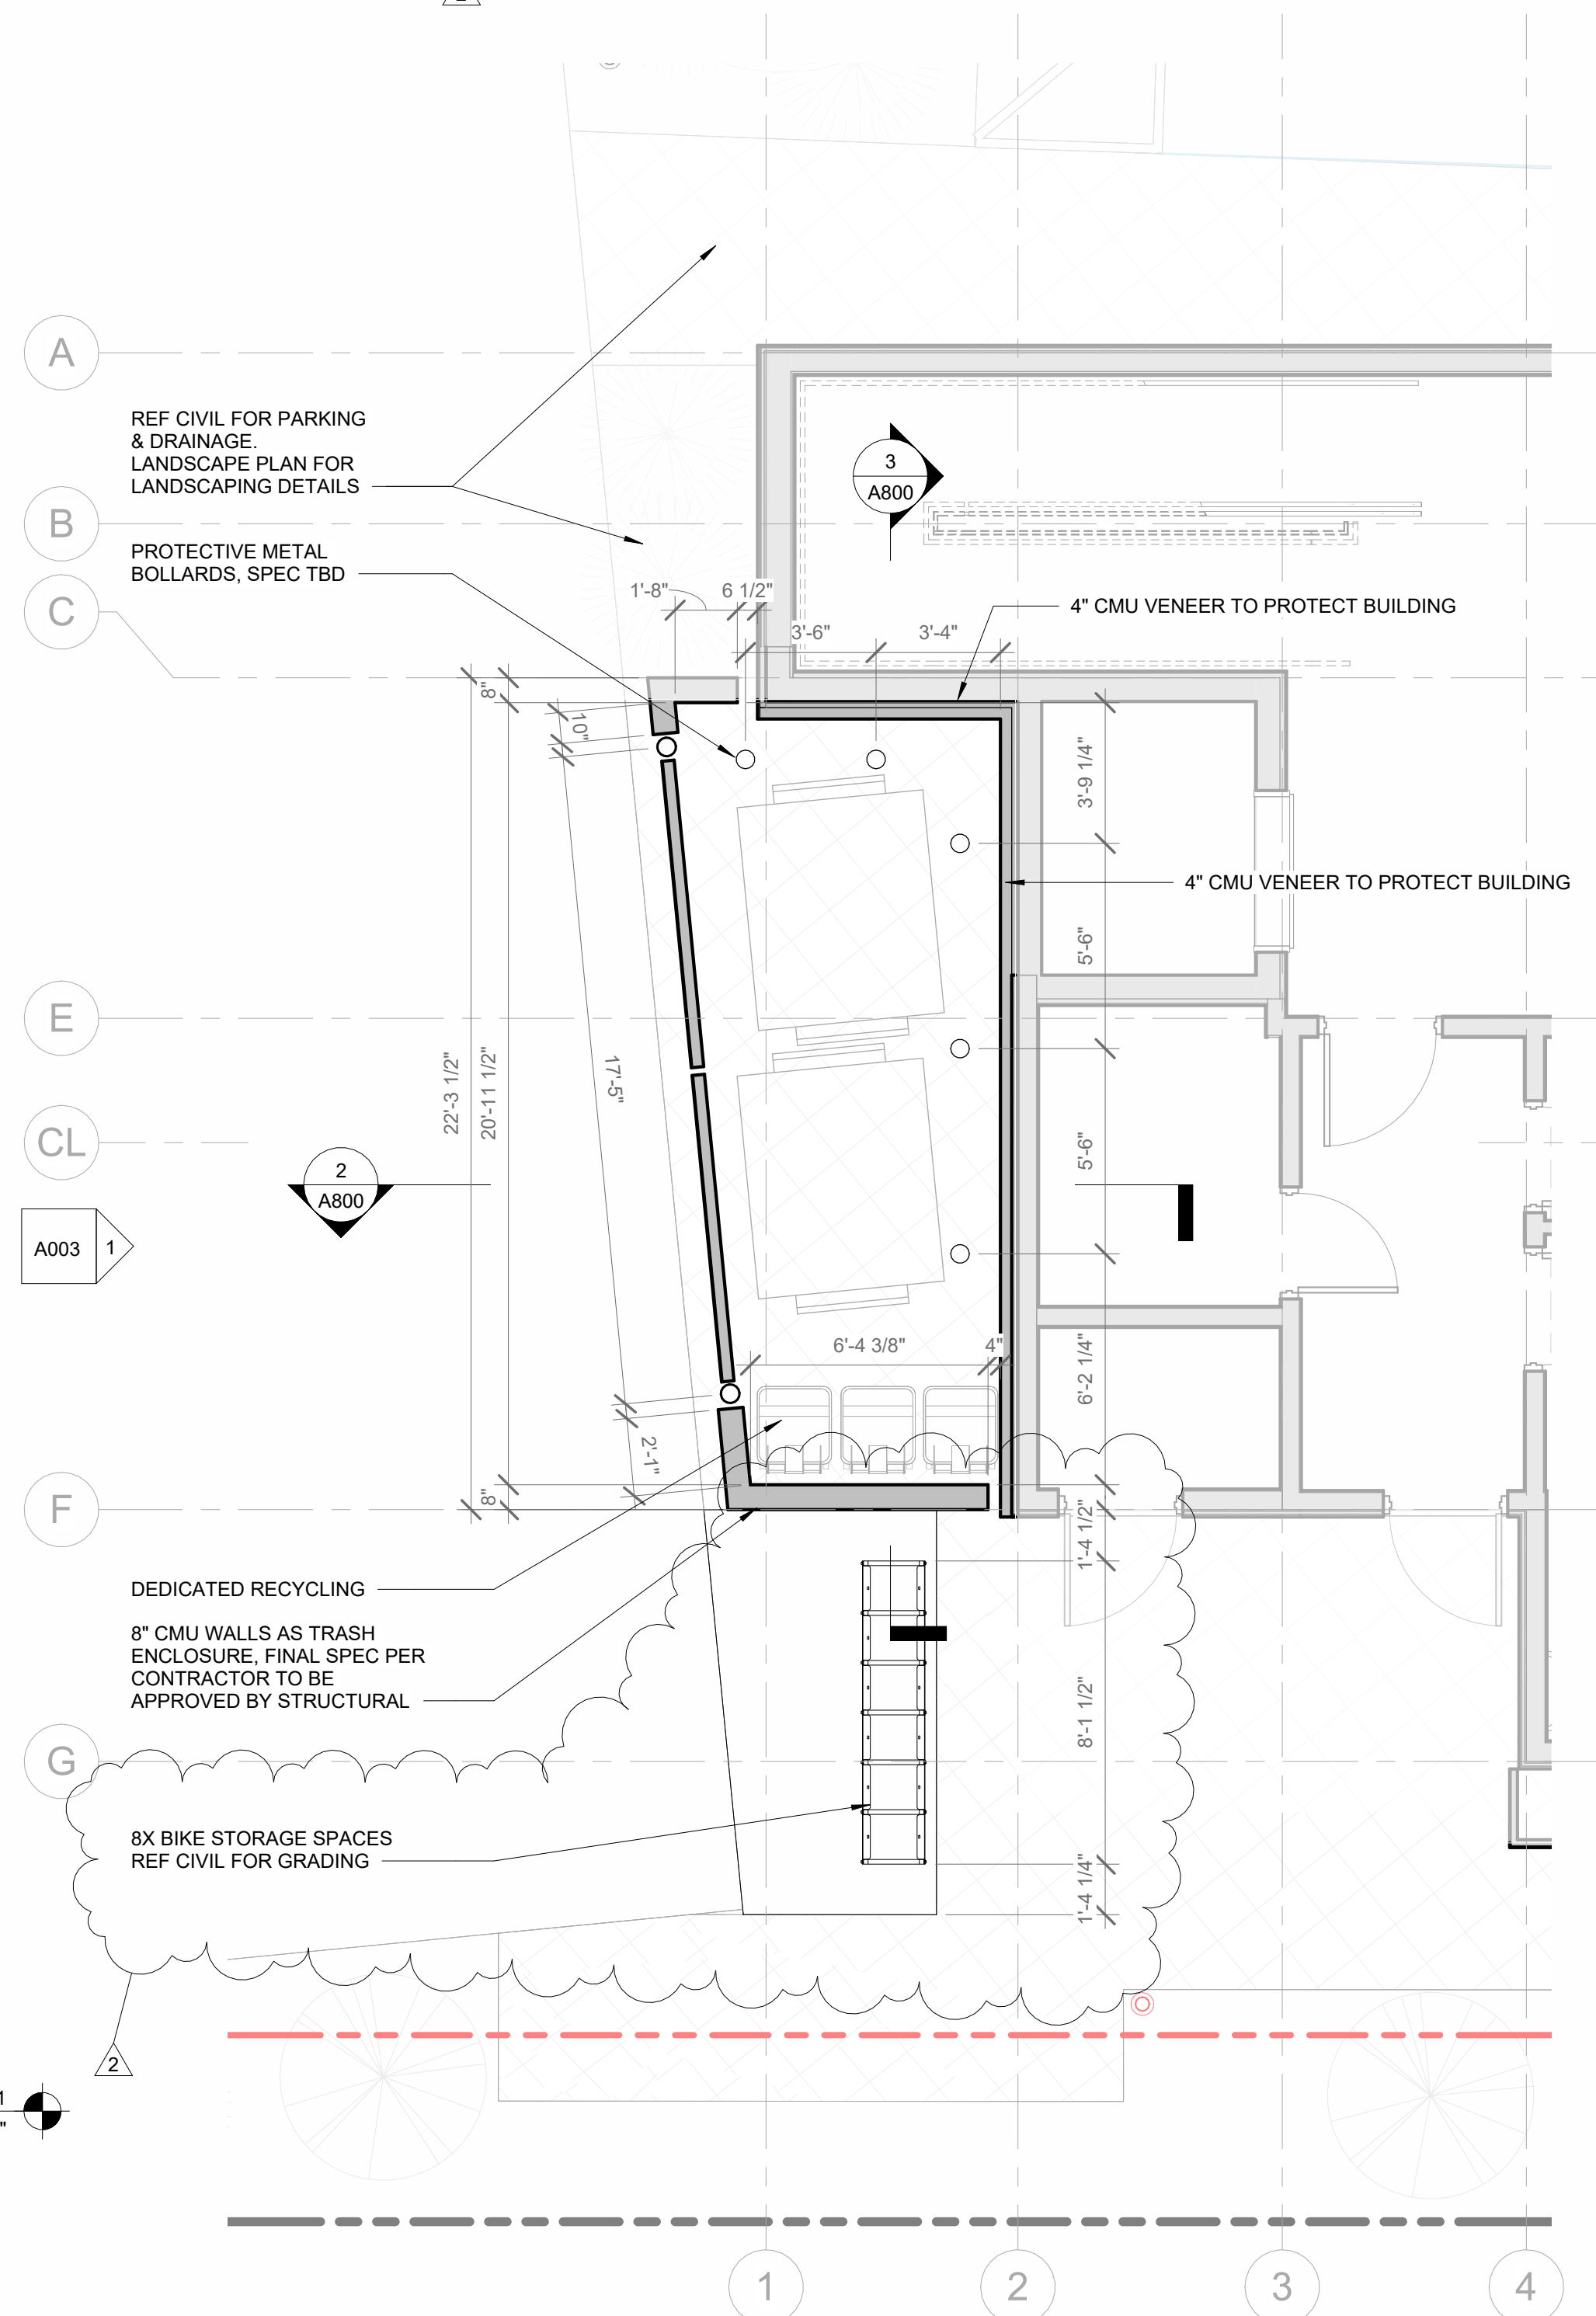 A
REF CIVIL FOR PARKING
& DRAINAGE.
LANDSCAPE PLAN FOR
LANDSCAPING DETAILS
3
A800
B
PROTECTIVE METAL
BOLLARDS, SPEC TBD
C
1'-8"
6 1/2"
4" CMU VENEER TO PROTECT BUILDING
3'-6"
3'-4"
8"
10"
3'-9 1/4"
4" CMU VENEER TO PROTECT BUILDING
5'-6"
E
22'-3 1/2"
20'-11 1/2"
17'-5"
CL
5'-6"
2
A800
A003
1
6'-4 3/8"
4"
6'-2 1/4"
2'-1"
8"
F
1'-4 1/2"
DEDICATED RECYCLING
8" CMU WALLS AS TRASH
ENCLOSURE, FINAL SPEC PER
CONTRACTOR TO BE
APPROVED BY STRUCTURAL
8'-1 1/2"
G
8X BIKE STORAGE SPACES
REF CIVIL FOR GRADING
1'-4 1/4"
2
1
"
1
2
3
4